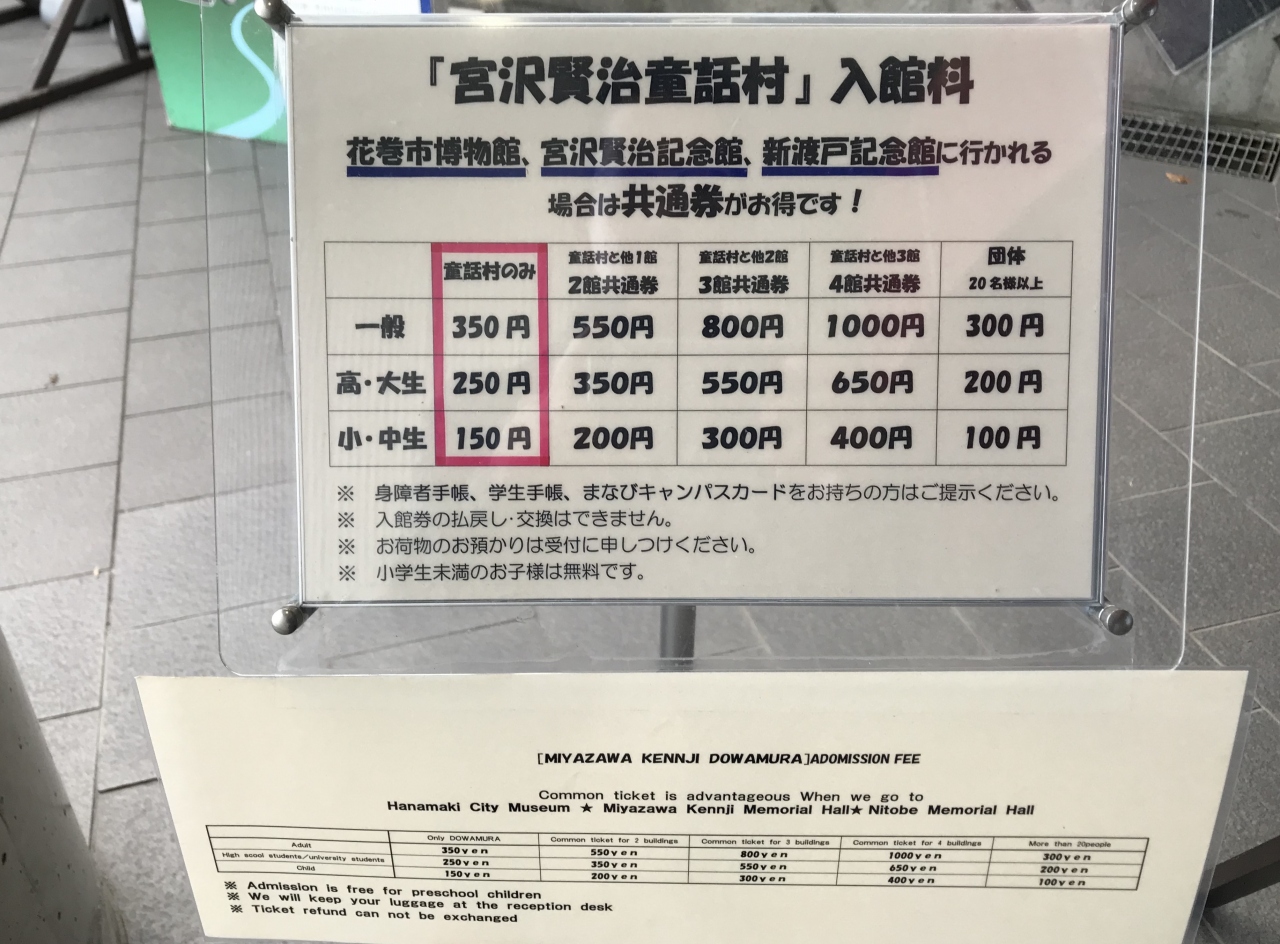 『宮沢賢治童話村』入館料
花巻市博物館、宮沢賢治記念館、新渡戸記念館に行かれる
場合は共通券がお得です！
童話村のみ 童話村と他1館 2館共通券 童話村と他2館 3館共通券 童話村と他3館 4館共通券 団体 20名様以上
一般 350円 550円 800円 1000円 300円
高・大生 250円 350円 550円 650円 200円
小・中生 150円 200円 300円 400円 100円
※ 身障者手帳、学生手帳、まなびキャンパスカードをお持ちの方はご提示ください。
※ 入館券の払戻し・交換はできません。
※ お荷物のお預かりは受付に申しつけください。
※ 小学生未満のお子様は無料です。
[MIYAZAWA KENNJI DOWAMURA]ADOMISSION FEE
Common ticket is advantageous When we go to
Hanamaki City Museum ★ Miyazawa Kennji Memorial Hall★ Nitobe Memorial Hall
Only DOWAMURA Common ticket for 2 buildings Common ticket for 3 buildings Common ticket for 4 buildings More than 20people
Adult 350yen 550yen 800yen 1000yen 300yen
High scool students/university students 250yen 350yen 550yen 650yen 200yen
Child 150yen 200yen 300yen 400yen 100yen
※ Admission is free for preschool children
※ We will keep your luggage at the reception desk
※ Ticket refund can not be exchanged